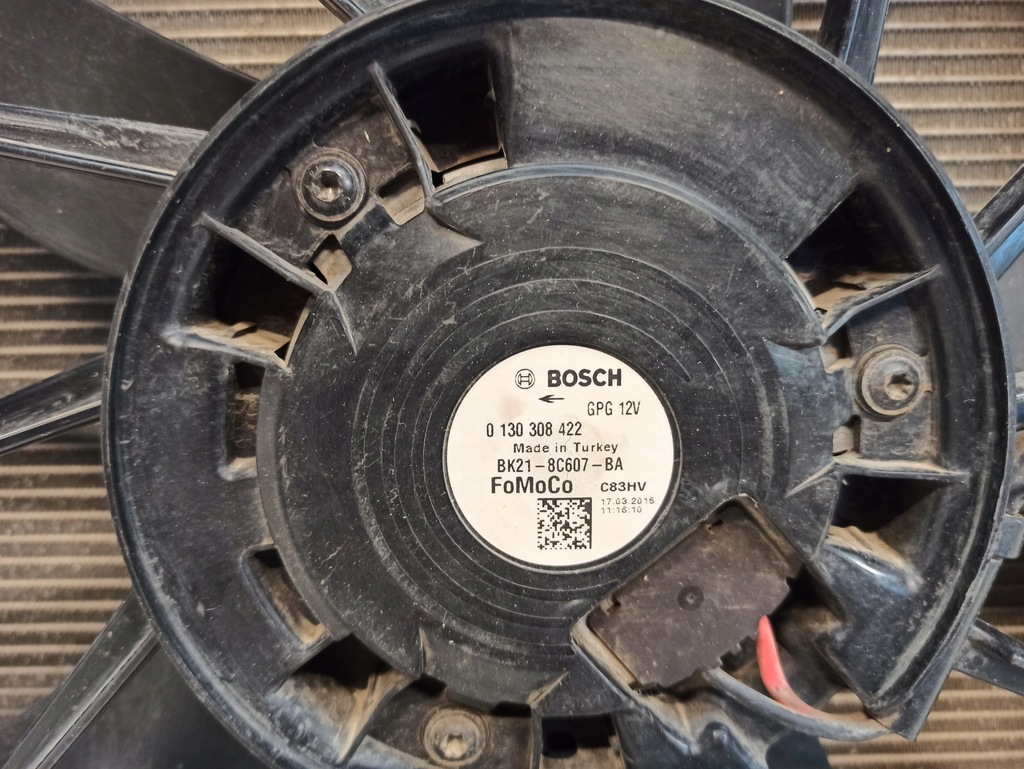 BOSCH
GPG 12V
0 130 308 422
Made in Turkey
BK21-8C607-BA
FoMoCo C83HV
17.03.2015
11:16:10